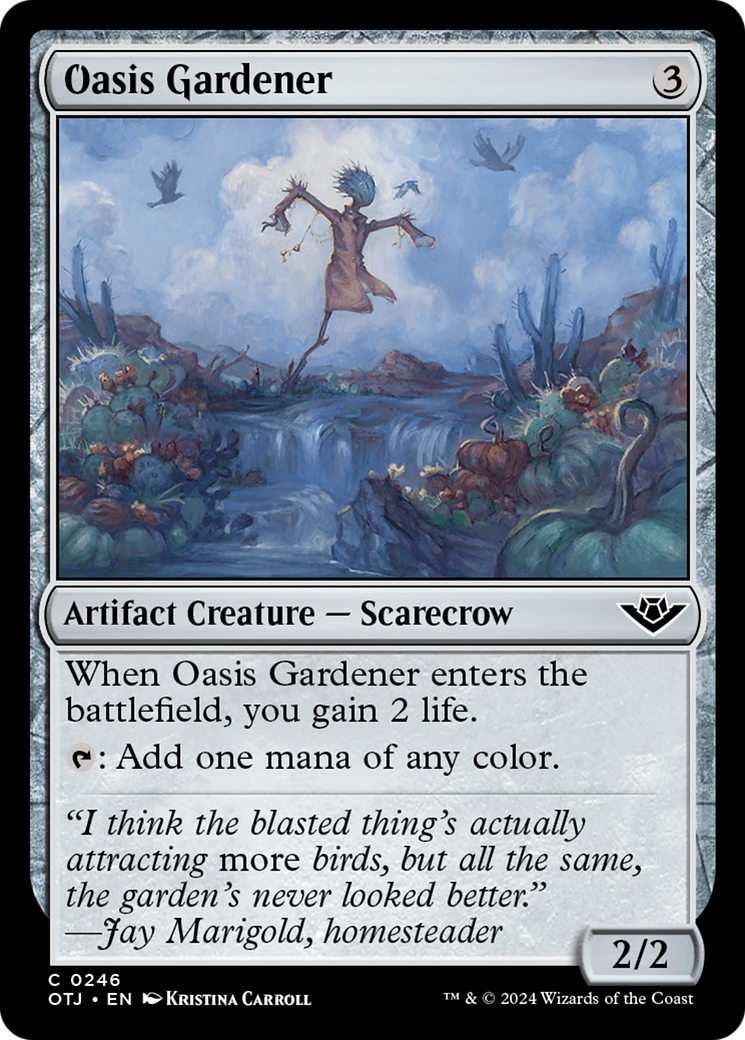 Oasis Gardener 3
Artifact Creature — Scarecrow
When Oasis Gardener enters the
battlefield, you gain 2 life.
: Add one mana of any color.
“I think the blasted thing’s actually
attracting more birds, but all the same,
the garden’s never looked better.”
—Jay Marigold, homesteader
2/2
C 0246
OTJ • EN Kristina Carroll
™ & © 2024 Wizards of the Coast